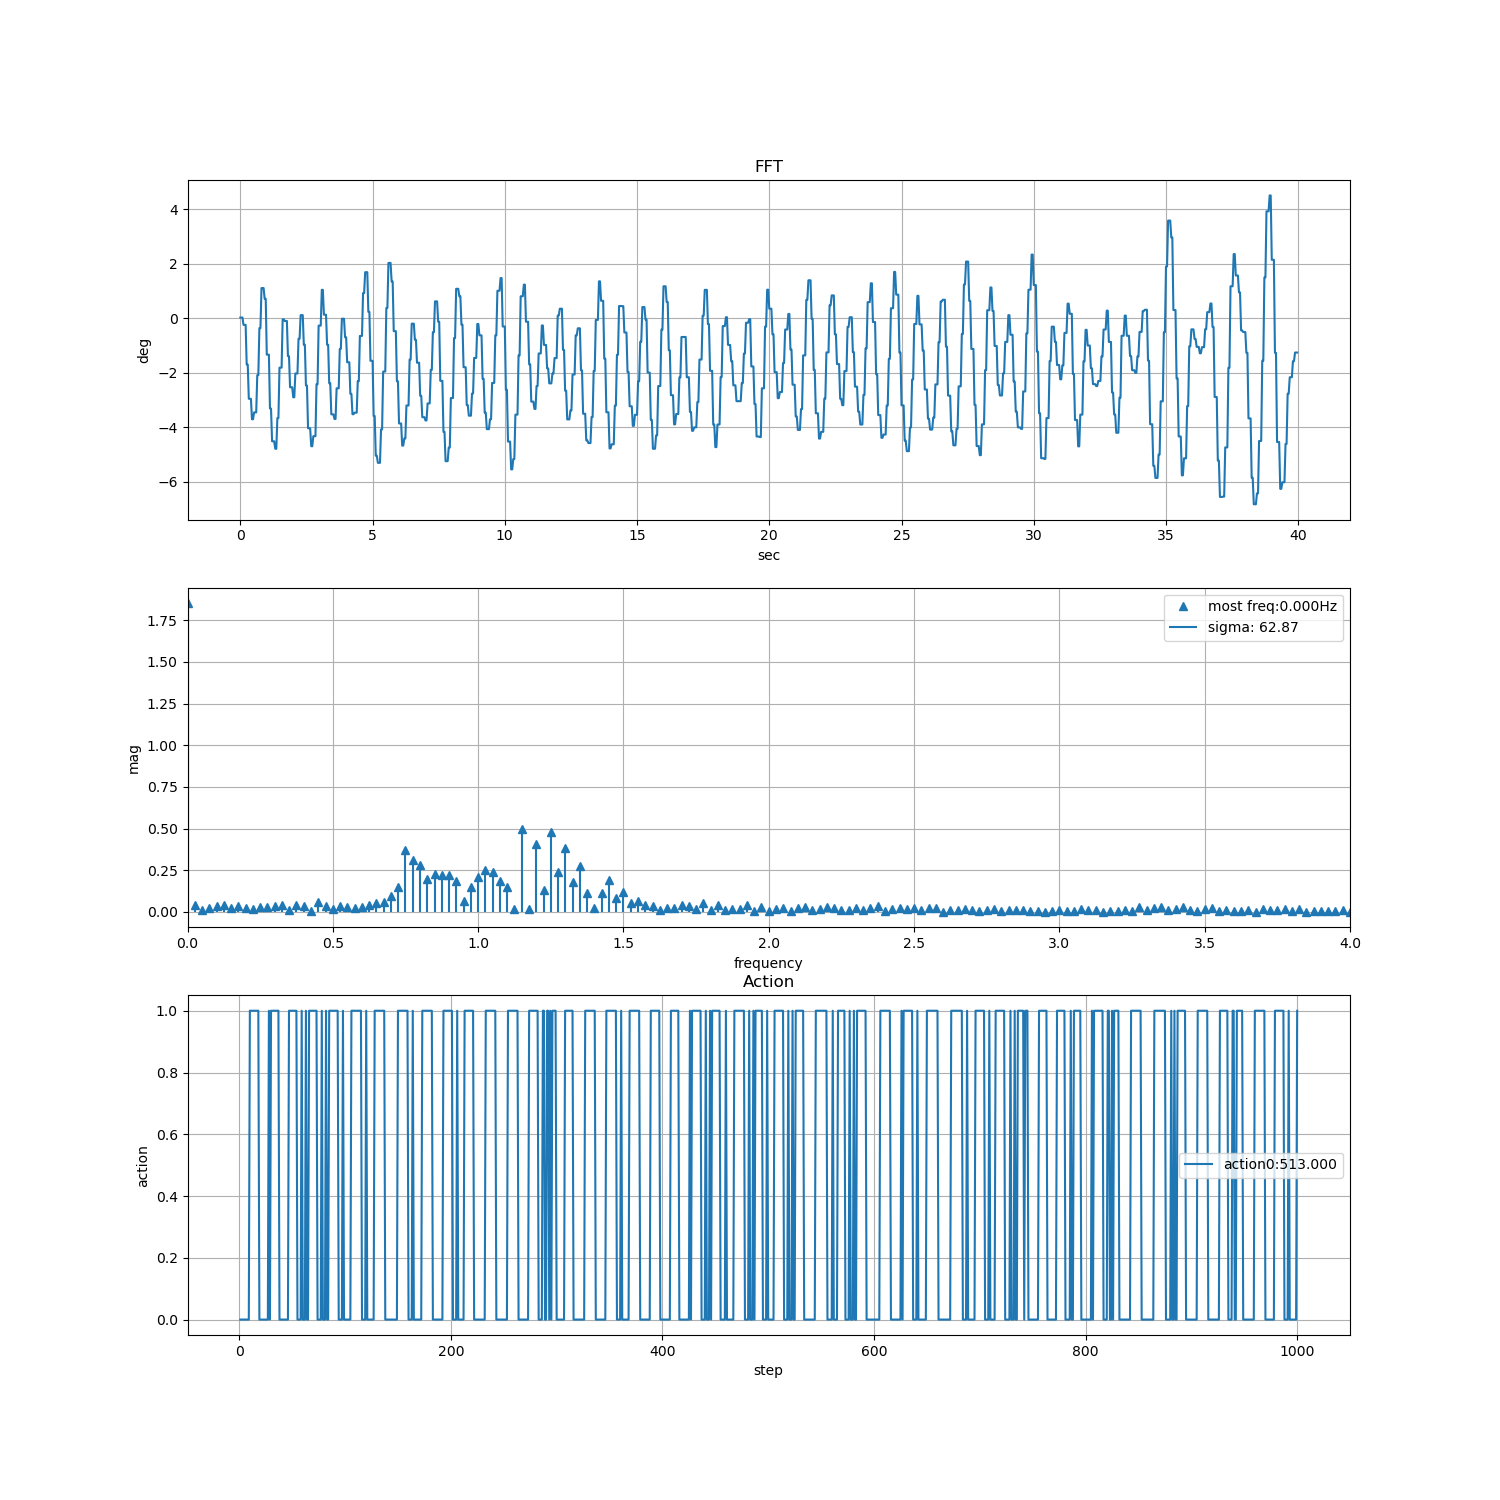 FFT
4
2
0
−2
−4
−6
deg
0 5 10 15 20 25 30 35 40
sec
most freq:0.000Hz
sigma: 62.87
1.75
1.50
1.25
1.00
0.75
0.50
0.25
0.00
mag
0.0 0.5 1.0 1.5 2.0 2.5 3.0 3.5 4.0
frequency
Action
1.0
0.8
0.6
0.4
0.2
0.0
action
action0:513.000
0 200 400 600 800 1000
step